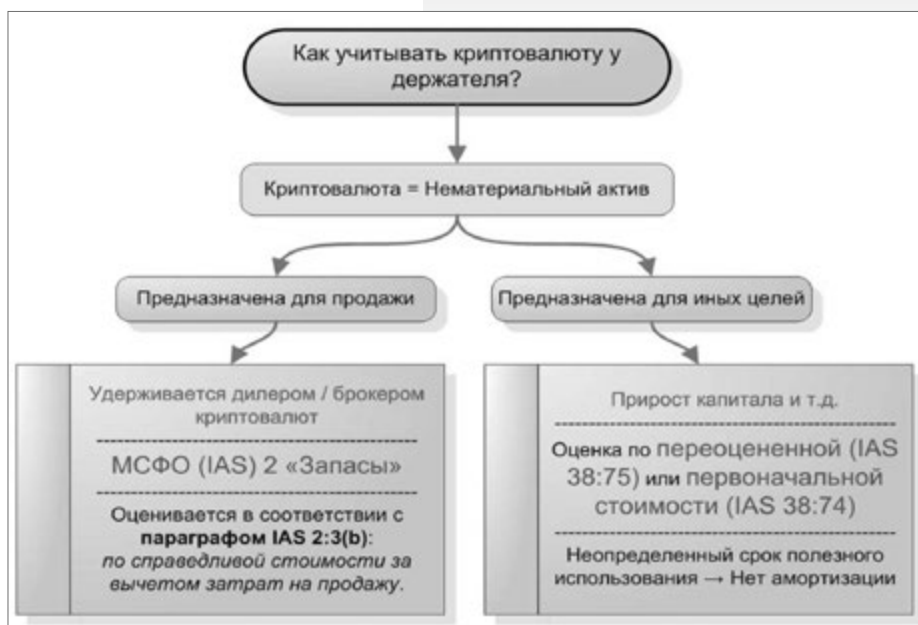 Как учитывать криптовалюту у
держателя?
Криптовалюта = Нематериальный актив
Предназначена для продажи
Предназначена для иных целей
Удерживается дилером / брокером
криптовалют
МСФО (IAS) 2 «Запасы»
Оценивается в соответствии с
параграфом IAS 2:3(b):
по справедливой стоимости за
вычетом затрат на продажу.
Прирост капитала и т.д.
Оценка по переоцененной (IAS
38:75) или первоначальной
стоимости (IAS 38:74)
Неопределенный срок полезного
использования → Нет амортизации